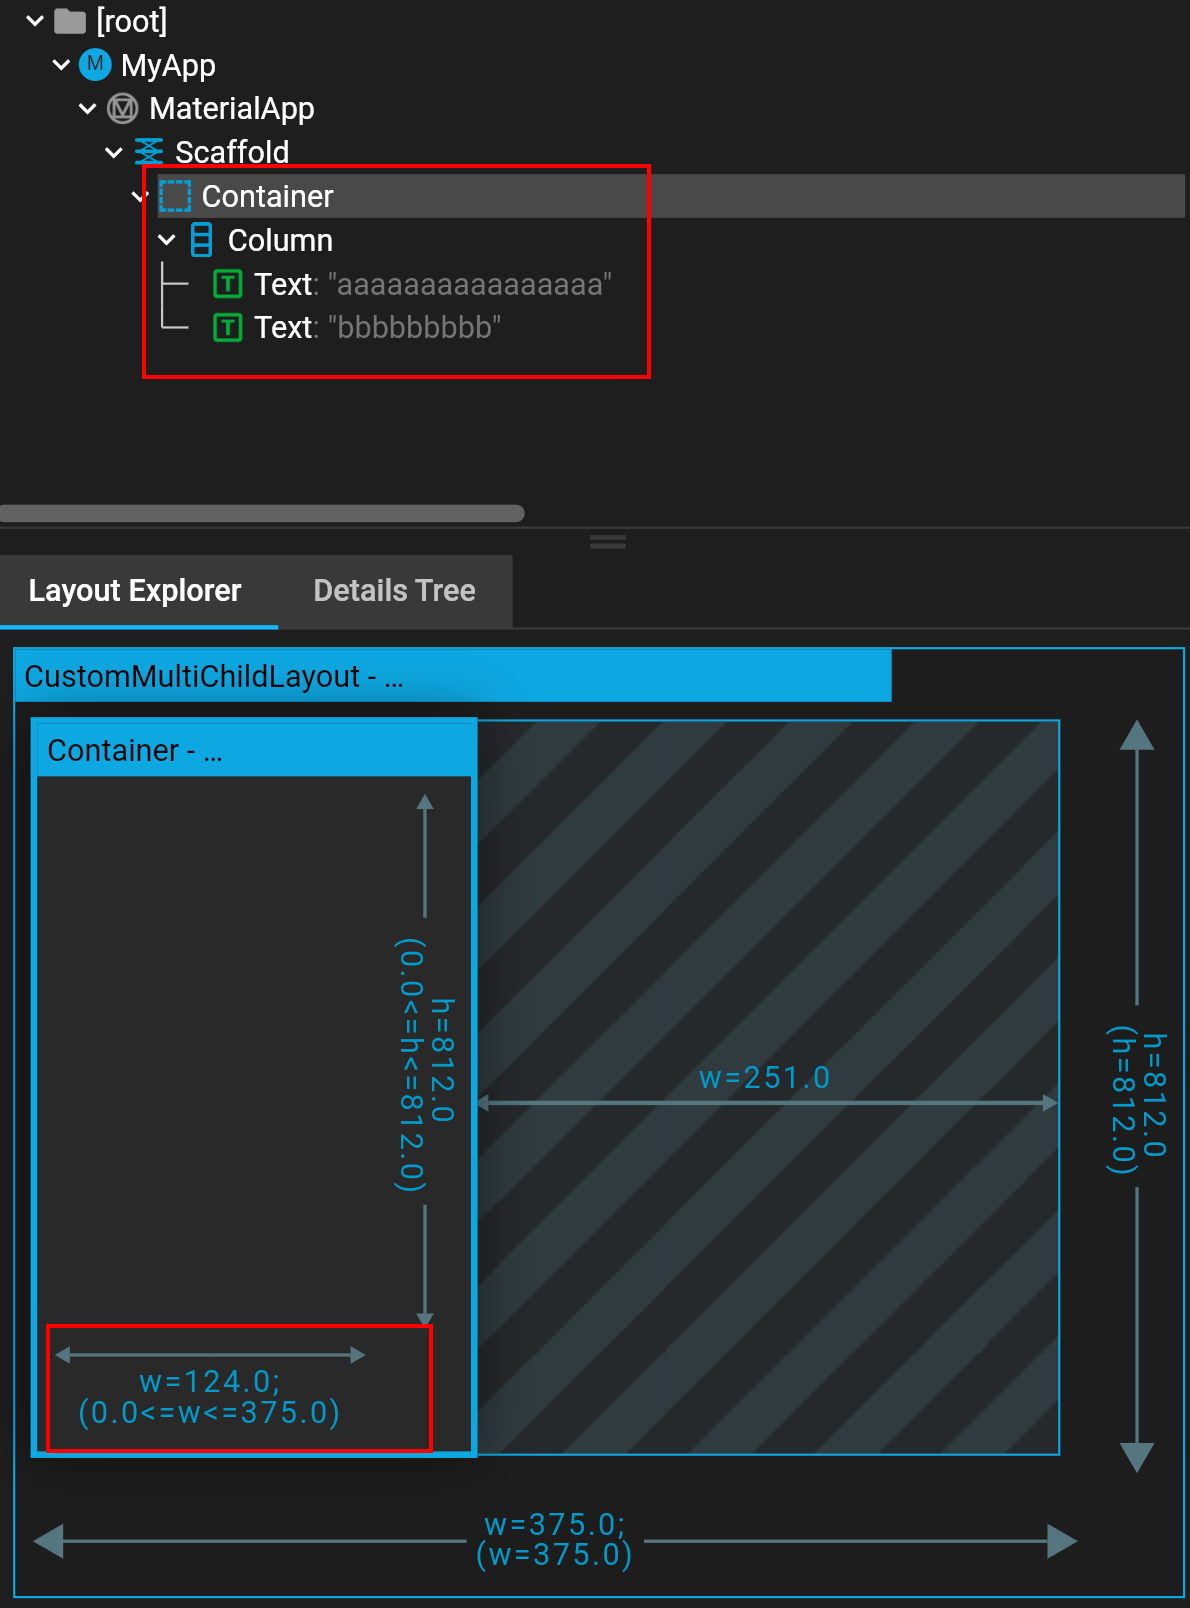 [root]
M MyApp
MaterialApp
Scaffold
Container
Column
T Text: "aaaaaaaaaaaaaaaa"
T Text: "bbbbbbbbb"
Layout Explorer Details Tree
CustomMultiChildLayout - ...
Container - ...
h=812.0
(0.0<=h<=812.0)
w=251.0
h=812.0
(h=812.0)
w=124.0;
(0.0<=w<=375.0)
w=375.0;
(w=375.0)